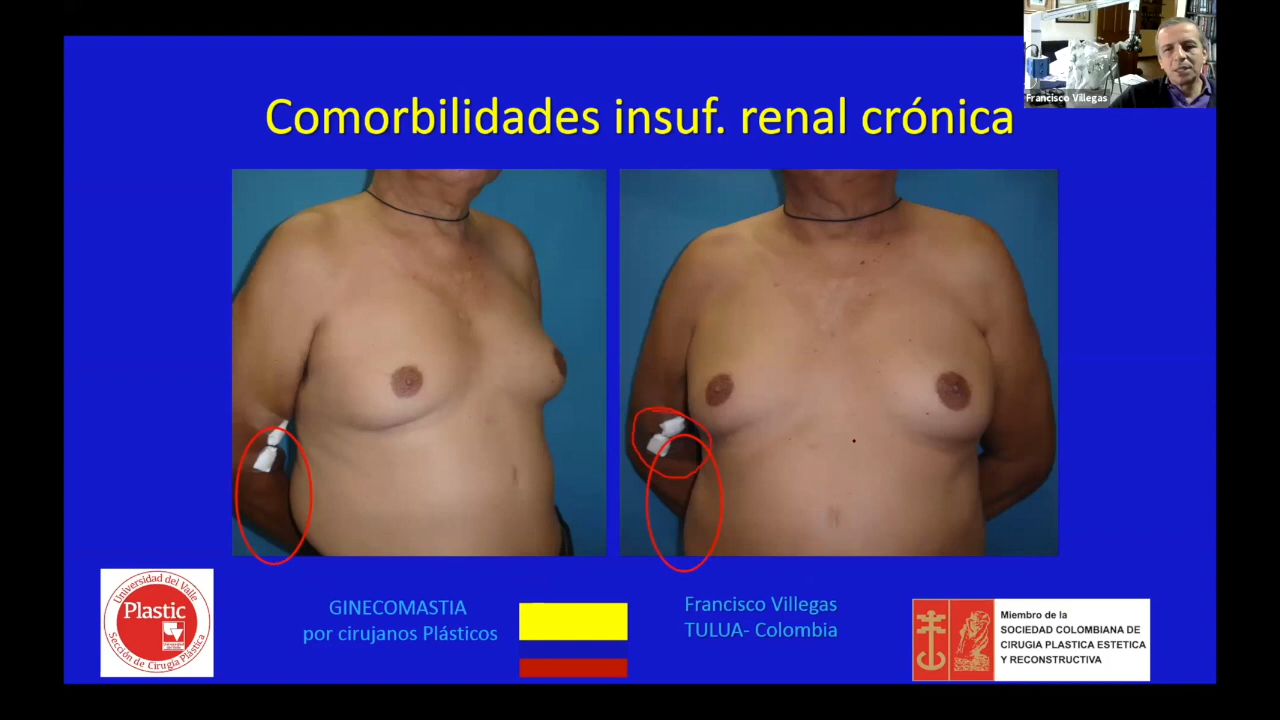 Francisco Villegas
Comorbilidades insuf. renal crónica
Universidad del Valle
Plastic
Sección de Cirugía Plástica
GINECOMASTIA
por cirujanos Plásticos
Francisco Villegas
TULUA- Colombia
Miembro de la
SOCIEDAD COLOMBIANA DE
CIRUGIA PLASTICA ESTETICA
Y RECONSTRUCTIVA